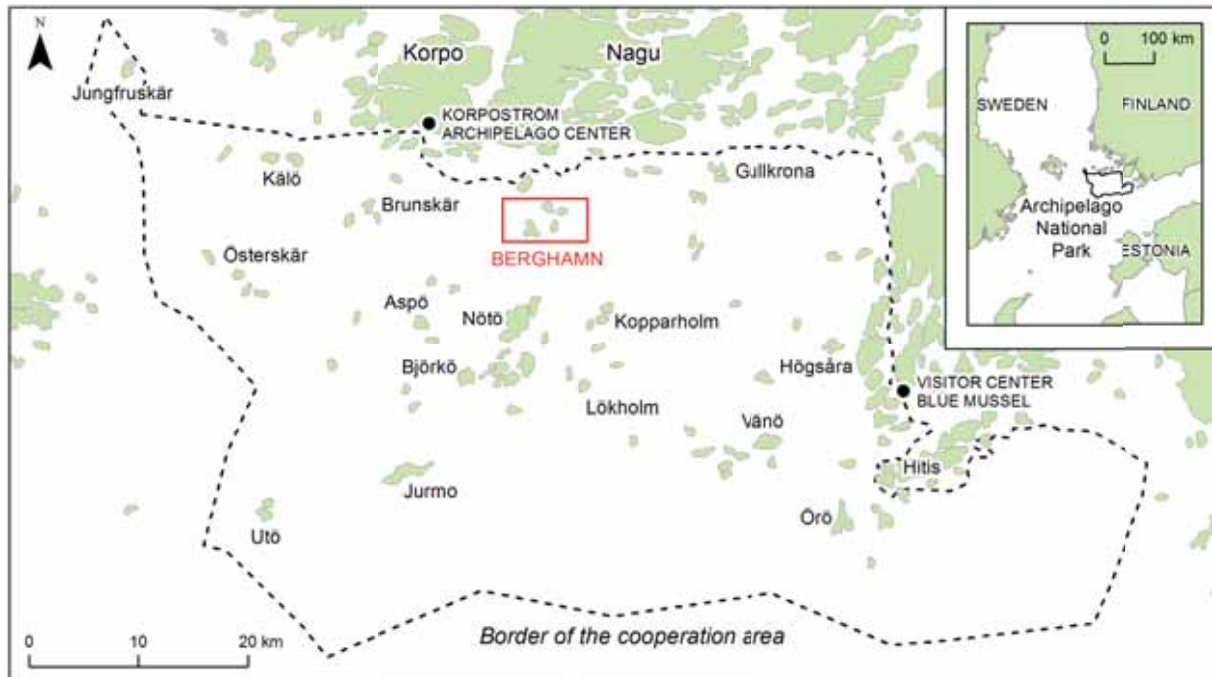 N
Korpo
Nagu
Jungfruskär
KORPOSTRÖM
ARCHIPELAGO CENTER
Kälö
Gullkrona
Brunskär
BERGHAMN
Österskär
Aspö
Nötö
Kopparholm
Björkö
Högsåra
Lökholm
VISITOR CENTER
BLUE MUSSEL
Vänö
Hitis
Jurmo
Örö
Utö
0 10 20 km
Border of the cooperation area
0 100 km
SWEDEN
FINLAND
Archipelago
National
Park
ESTONIA